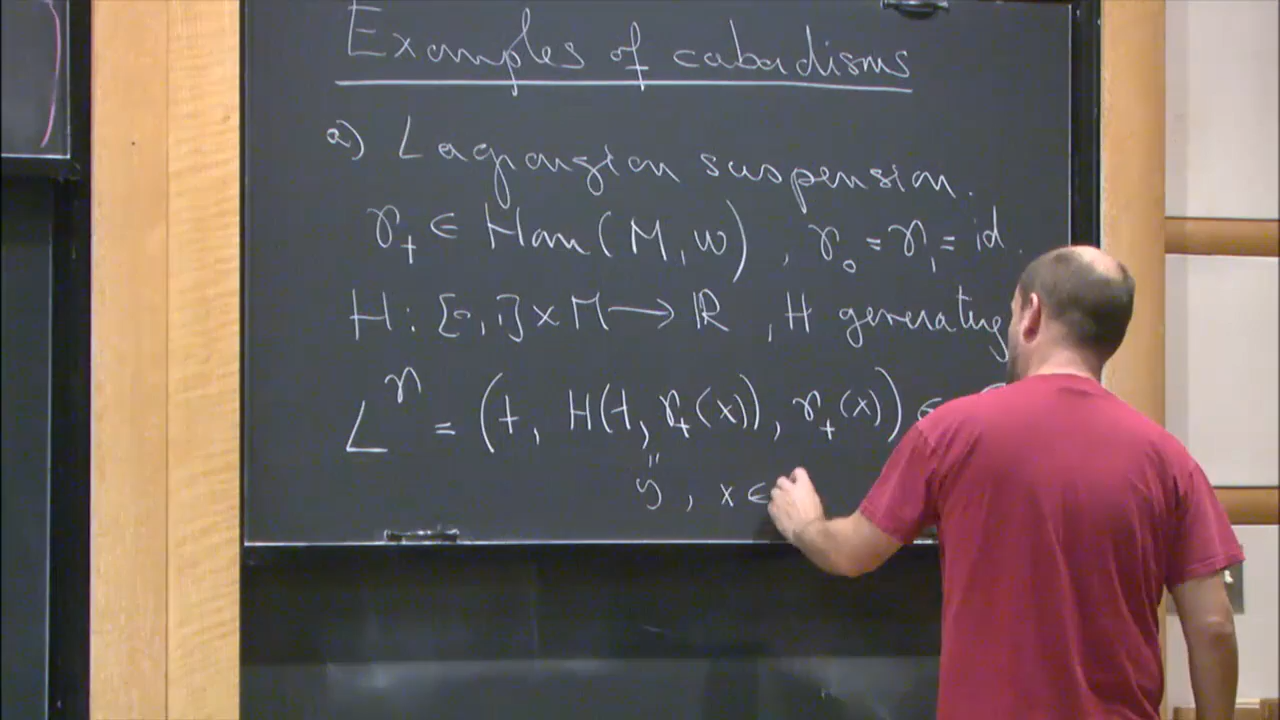 Examples of cobordisms
a) Lagrangian suspension.
γ_t ∈ Ham(M, ω), γ_0 = γ_1 = id.
H: [0,1] × M → ℝ, H generating
L^γ = (t, H(t, γ_t(x)), γ_t(x)) ∈
" y, x ∈